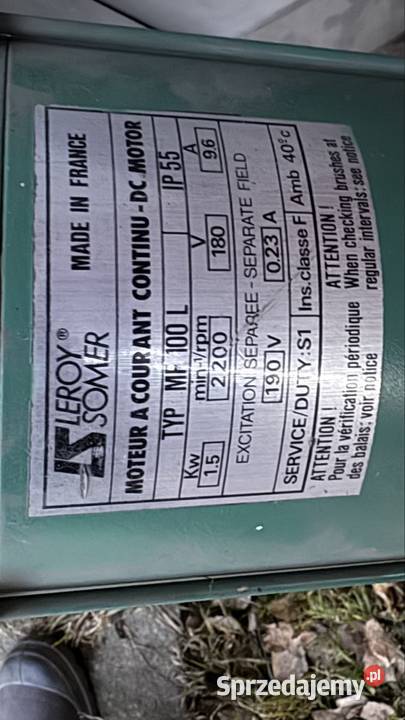 LEROY®
SOMER
MADE IN FRANCE
MOTEUR A COURANT CONTINU - DC MOTOR
TYP MF 100 L IP 55
Kw min-1/rpm V A
1.5 2.200 180 9.6
EXCITATION SEPAREE - SEPARATE FIELD
190 V 0.23 A
SERVICE/DUTY: S1 Ins. classe F Amb 40°c
ATTENTION !
Pour la vérification périodique
des balais: voir notice
ATTENTION !
When checking brushes at
regular intervals: see notice
Sprzedajemy.pl